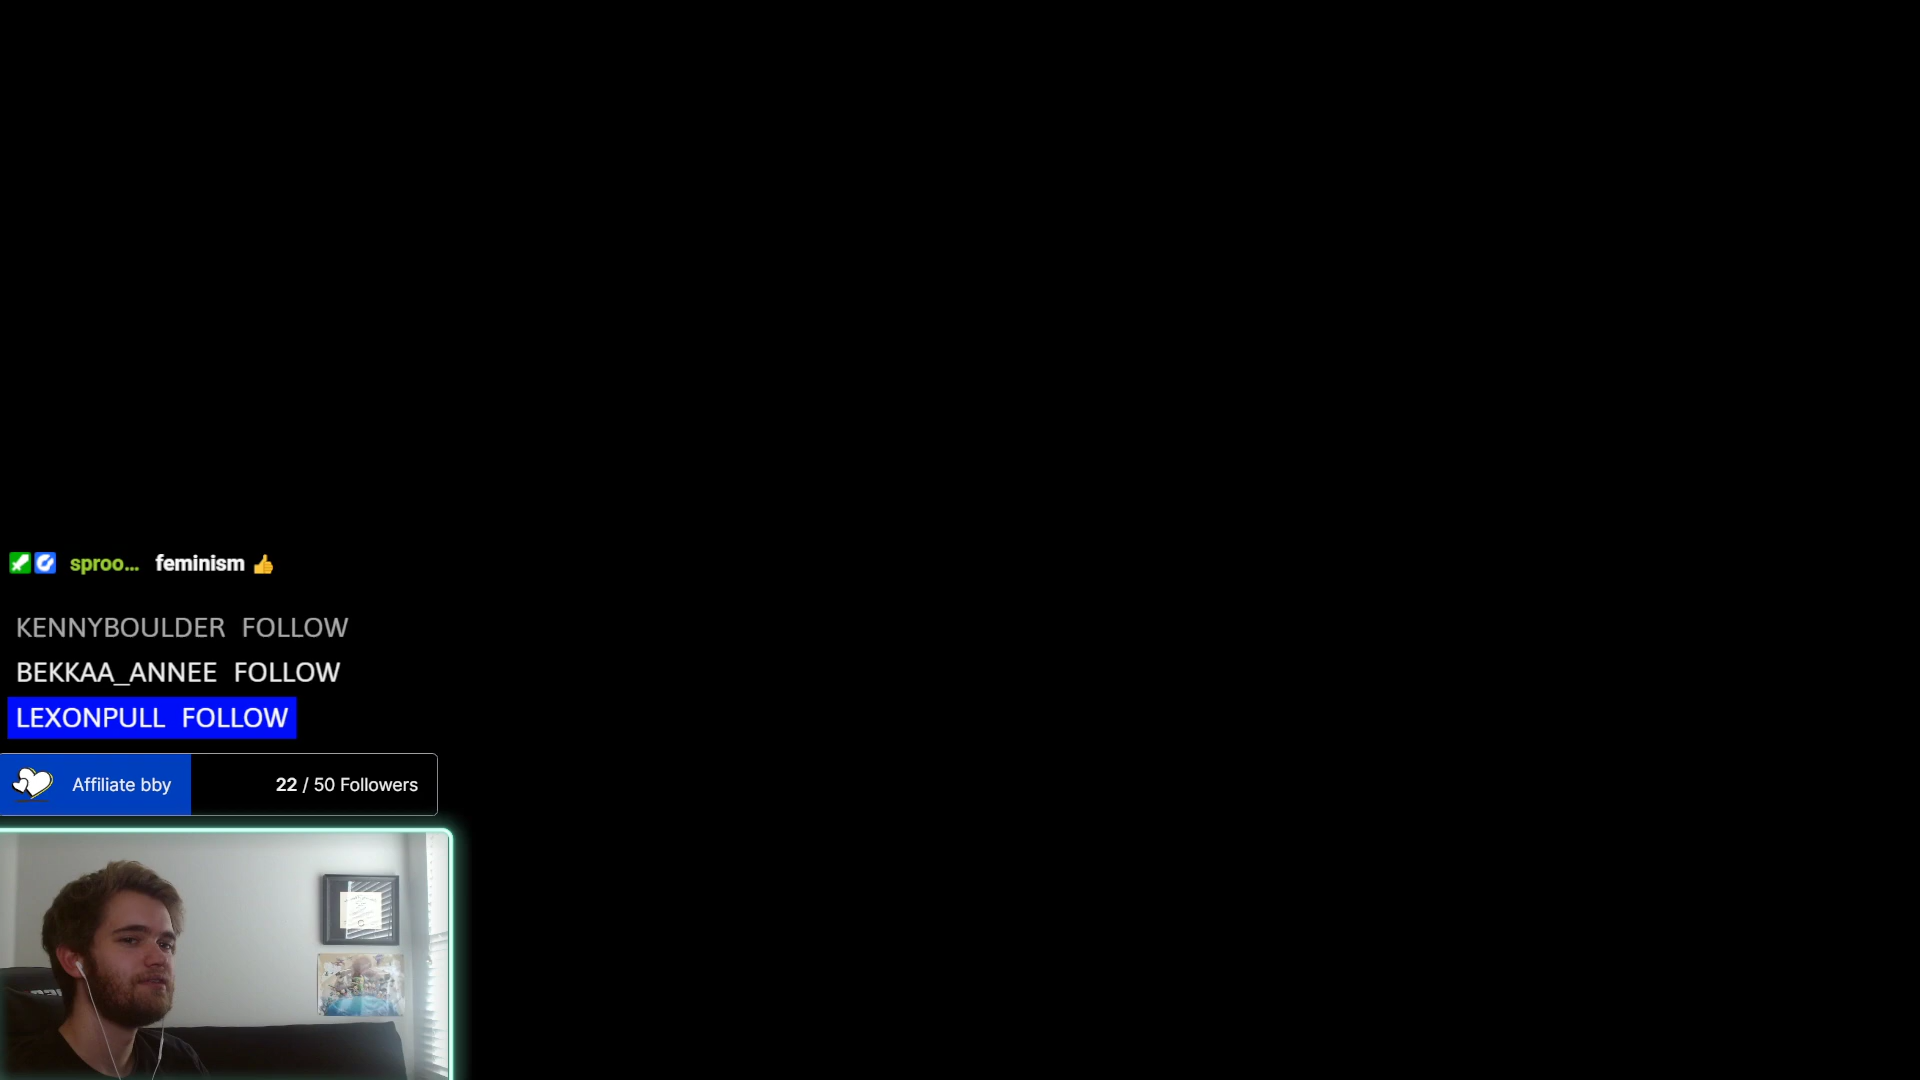 sproo... feminism 👍
KENNYBOULDER FOLLOW
BEKKAA_ANNEE FOLLOW
LEXONPULL FOLLOW
Affiliate bby 22 / 50 Followers